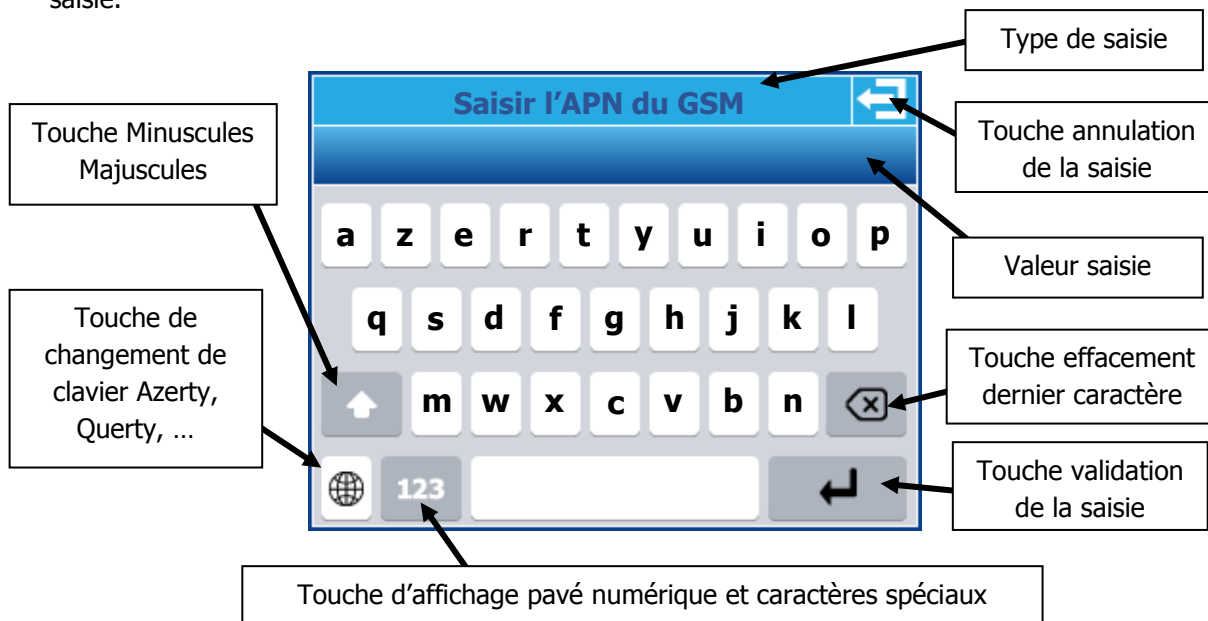 saisie.
Type de saisie
Saisir l’APN du GSM
Touche Minuscules
Majuscules
Touche annulation
de la saisie
Valeur saisie
a z e r t y u i o p
q s d f g h j k l
Touche de
changement de
clavier Azerty,
Querty, …
Touche effacement
dernier caractère
m w x c v b n
123
Touche validation
de la saisie
Touche d’affichage pavé numérique et caractères spéciaux